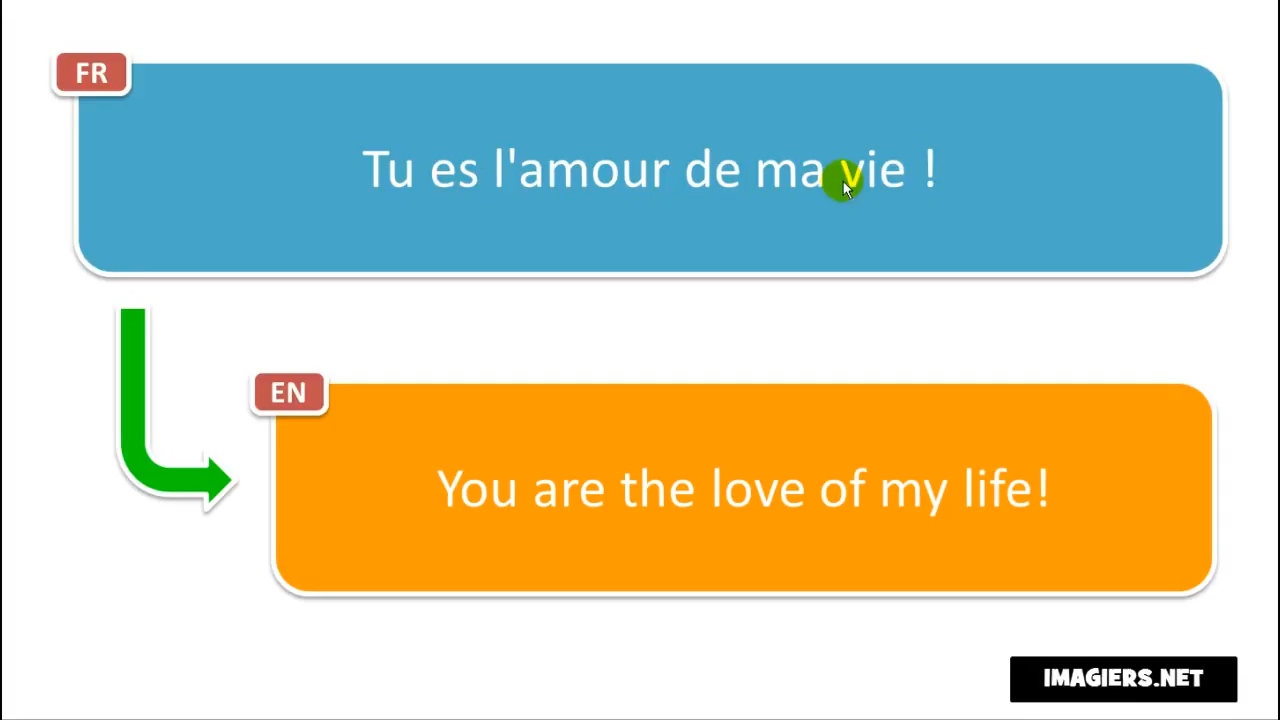 FR
Tu es l'amour de ma vie !
EN
You are the love of my life!
IMAGIERS.NET